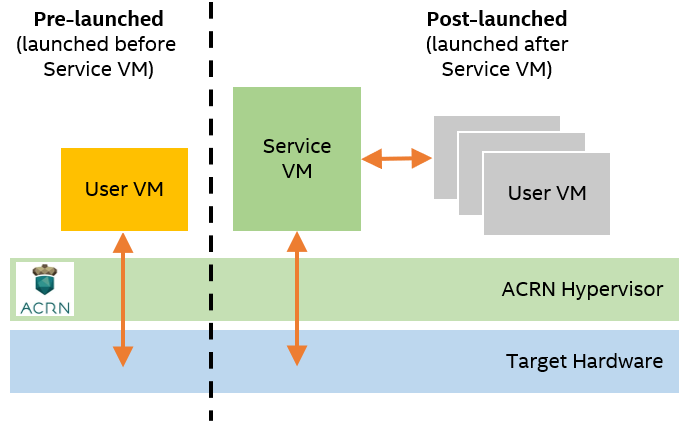 Pre-launched
(launched before
Service VM)
Post-launched
(launched after
Service VM)
Service
VM
User VM
User VM
ACRN
ACRN Hypervisor
Target Hardware